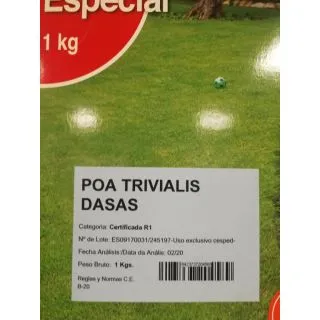 Especial
1 kg
POA TRIVIALIS
DASAS
Categoria: Certificada R1
Nº de Lote: ES09170031/245197-Uso exclusivo cesped-
Fecha Análisis /Data da Anális: 02/20
Peso Bruto: 1 Kgs.
Reglas y Normas C.E.
B-20